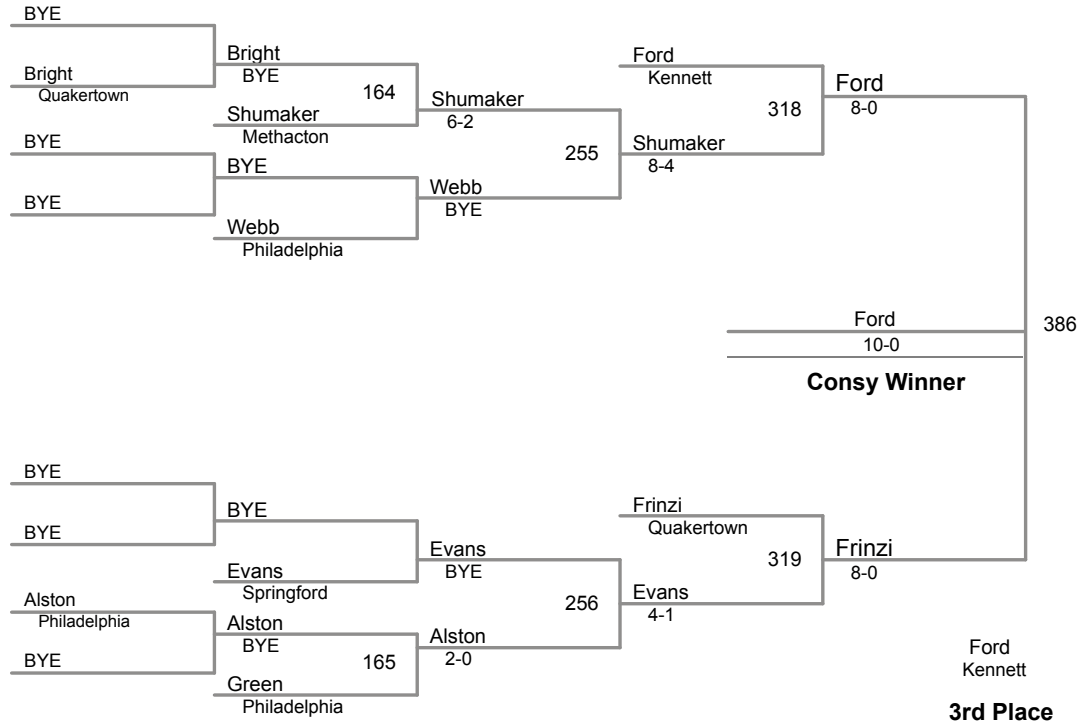 BYE
Bright
BYE
Bright
Quakertown
164
Shumaker
Methacton
Shumaker
6-2
BYE
BYE
BYE
Webb
Philadelphia
Webb
BYE
255
Ford
Kennett
Shumaker
8-4
318
Ford
8-0
Ford
10-0
386
Consy Winner
BYE
BYE
BYE
Evans
Springford
Evans
BYE
Alston
Philadelphia
BYE
Alston
BYE
165
Green
Philadelphia
Alston
2-0
256
Frinzi
Quakertown
Evans
4-1
319
Frinzi
8-0
Ford
Kennett
3rd Place